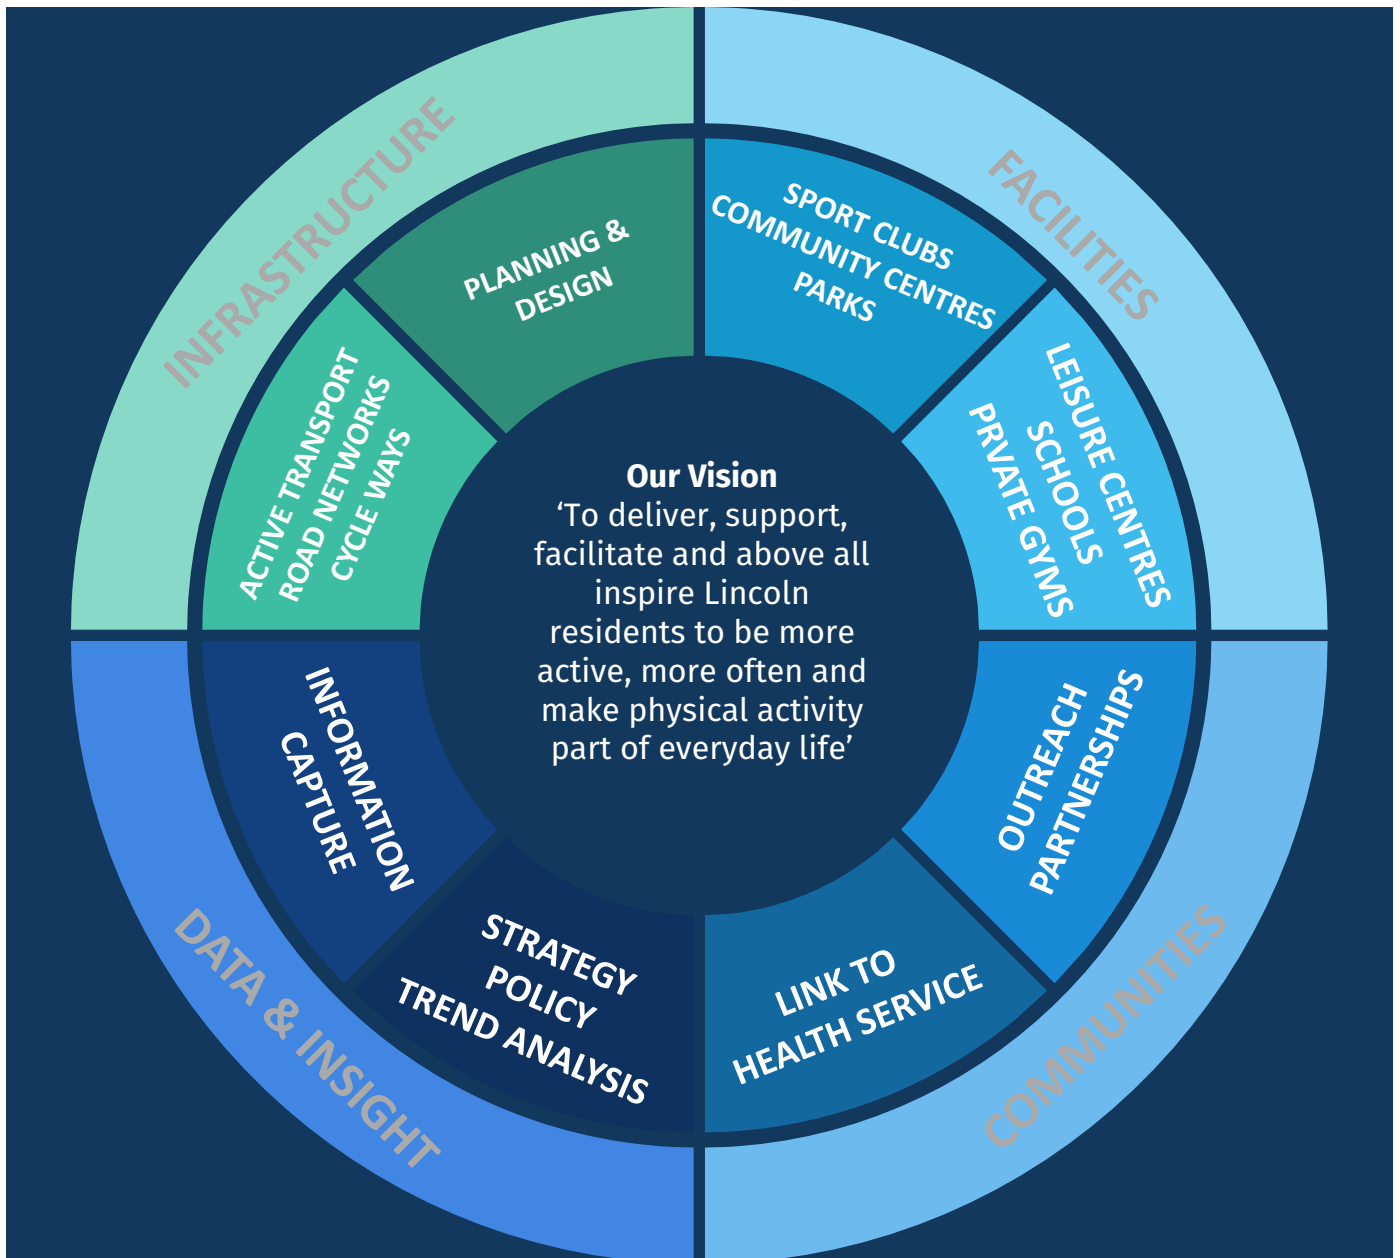 INFRASTRUCTURE
FACILITIES
PLANNING &
DESIGN
SPORT CLUBS
COMMUNITY CENTRES
PARKS
ACTIVE TRANSPORT
ROAD NETWORKS
CYCLE WAYS
LEISURE CENTRES
SCHOOLS
PRVATE GYMS
Our Vision
‘To deliver, support,
facilitate and above all
inspire Lincoln
residents to be more
active, more often and
make physical activity
part of everyday life’
INFORMATION
CAPTURE
OUTREACH
PARTNERSHIPS
STRATEGY
POLICY
TREND ANALYSIS
LINK TO
HEALTH SERVICE
DATA & INSIGHT
COMMUNITIES